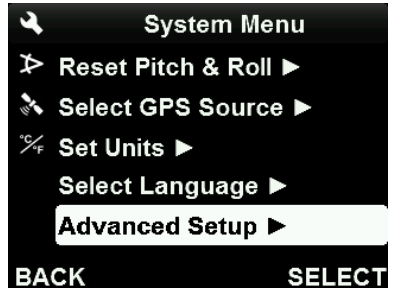 System Menu
Reset Pitch & Roll ▶
Select GPS Source ▶
°C/°F Set Units ▶
Select Language ▶
Advanced Setup ▶
BACK SELECT